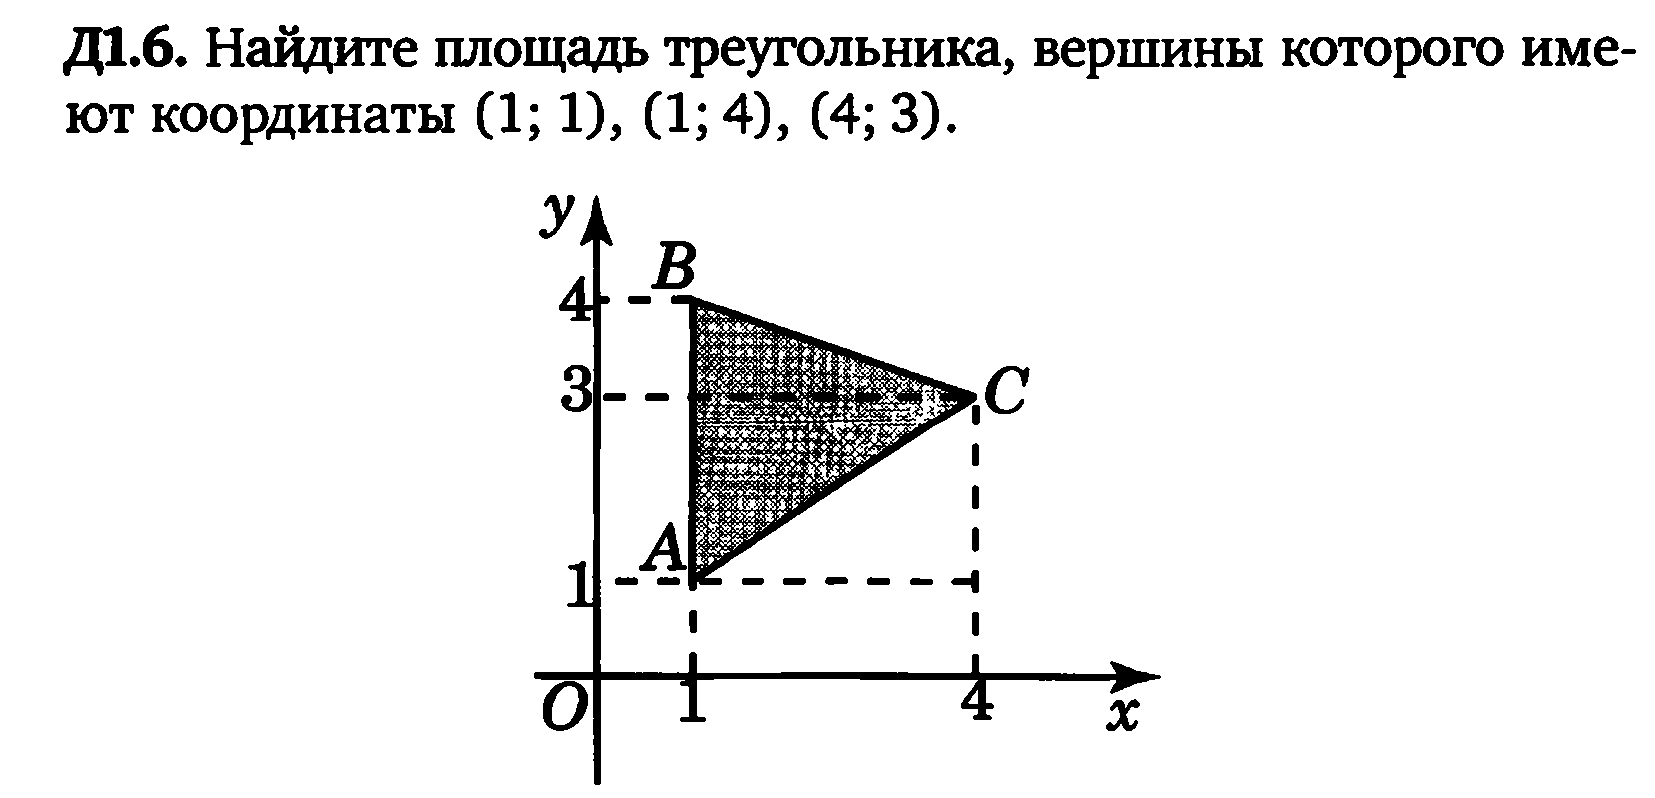 Д1.6. Найдите площадь треугольника, вершины которого име-
ют координаты (1; 1), (1; 4), (4; 3).
y
B
4
3
C
A
1
O
1
4
x